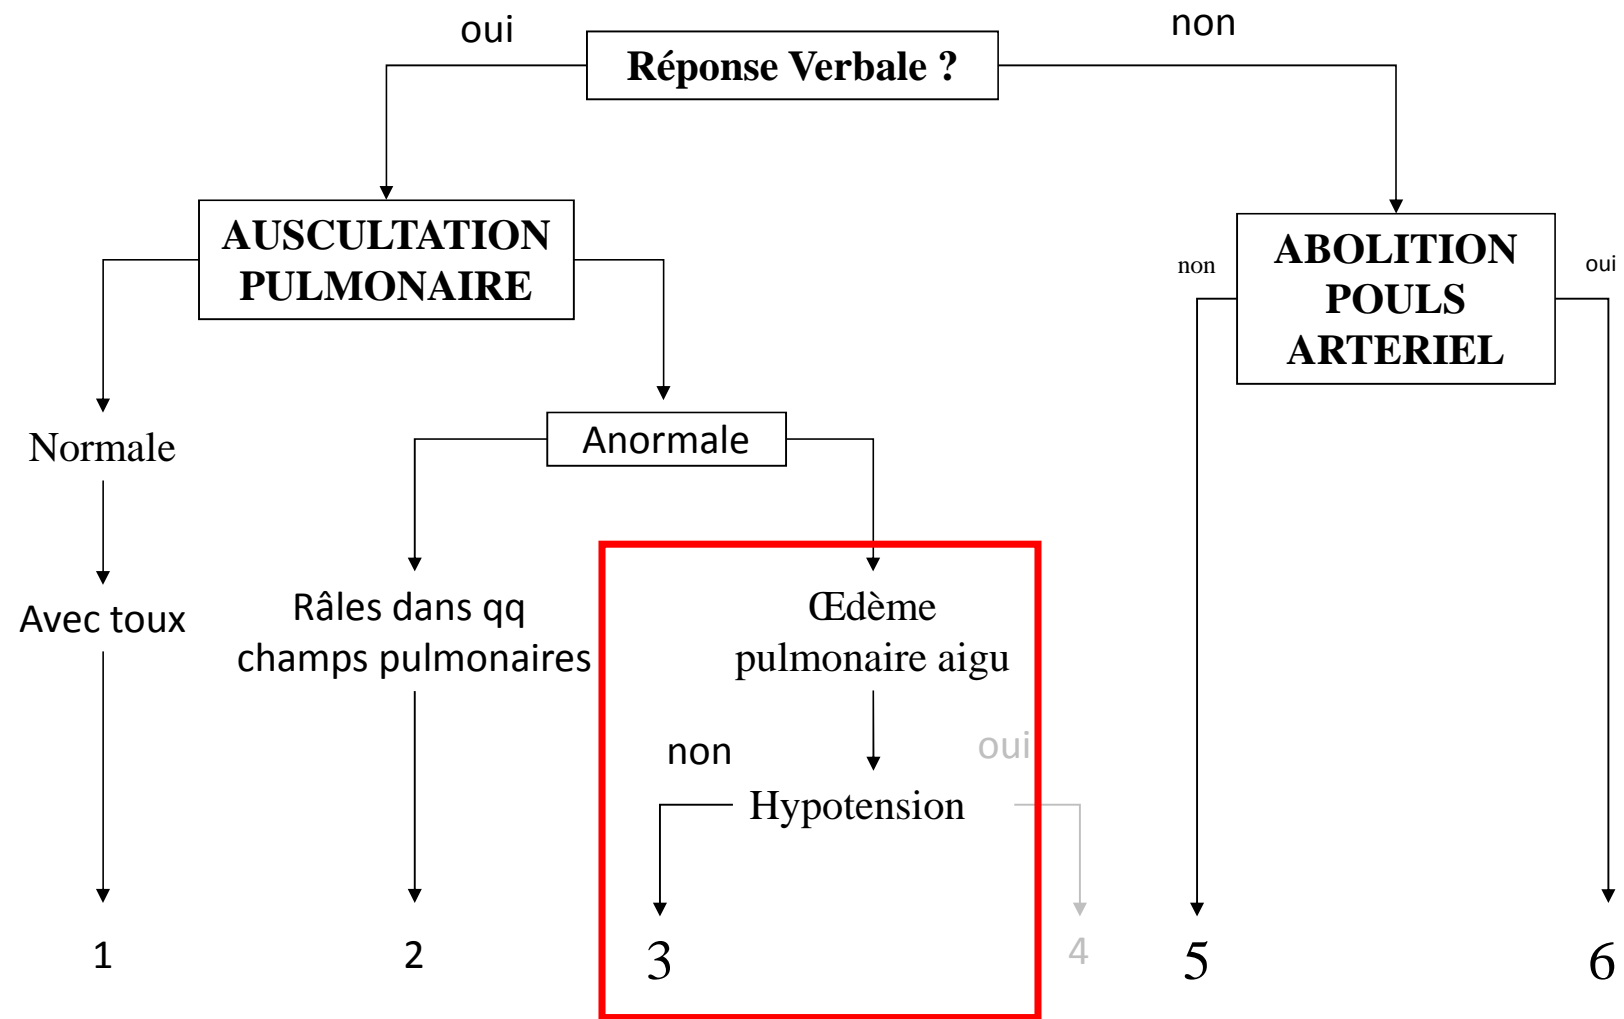 oui
non
Réponse Verbale ?
AUSCULTATION
PULMONAIRE
non
ABOLITION
POULS
ARTERIEL
oui
Normale
Anormale
Avec toux
Râles dans qq
champs pulmonaires
Œdème
pulmonaire aigu
non
oui
Hypotension
1
2
3
4
5
6